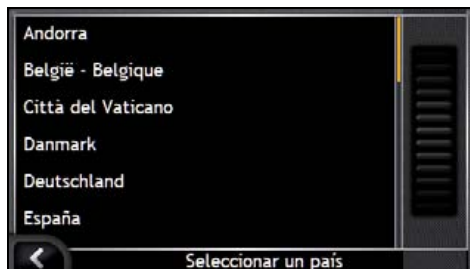 Andorra
België - Belgique
Città del Vaticano
Danmark
Deutschland
España
Seleccionar un país